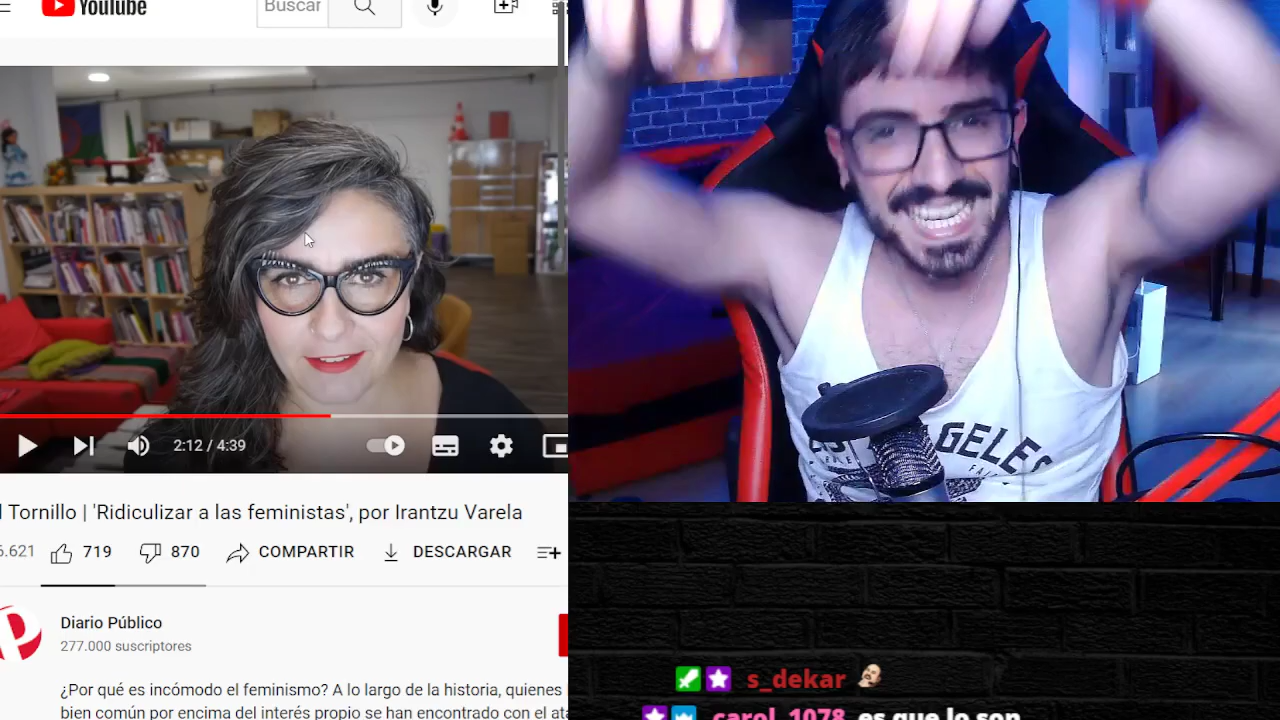 YouTube
Buscar
2:12 / 4:39
Tornillo | 'Ridiculizar a las feministas', por Irantzu Varela
6.621
719
870
COMPARTIR
DESCARGAR
Diario Público
277.000 suscriptores
¿Por qué es incómodo el feminismo? A lo largo de la historia, quienes
bien común por encima del interés propio se han encontrado con el
GELES
s_dekar
carol_1078 es que lo son